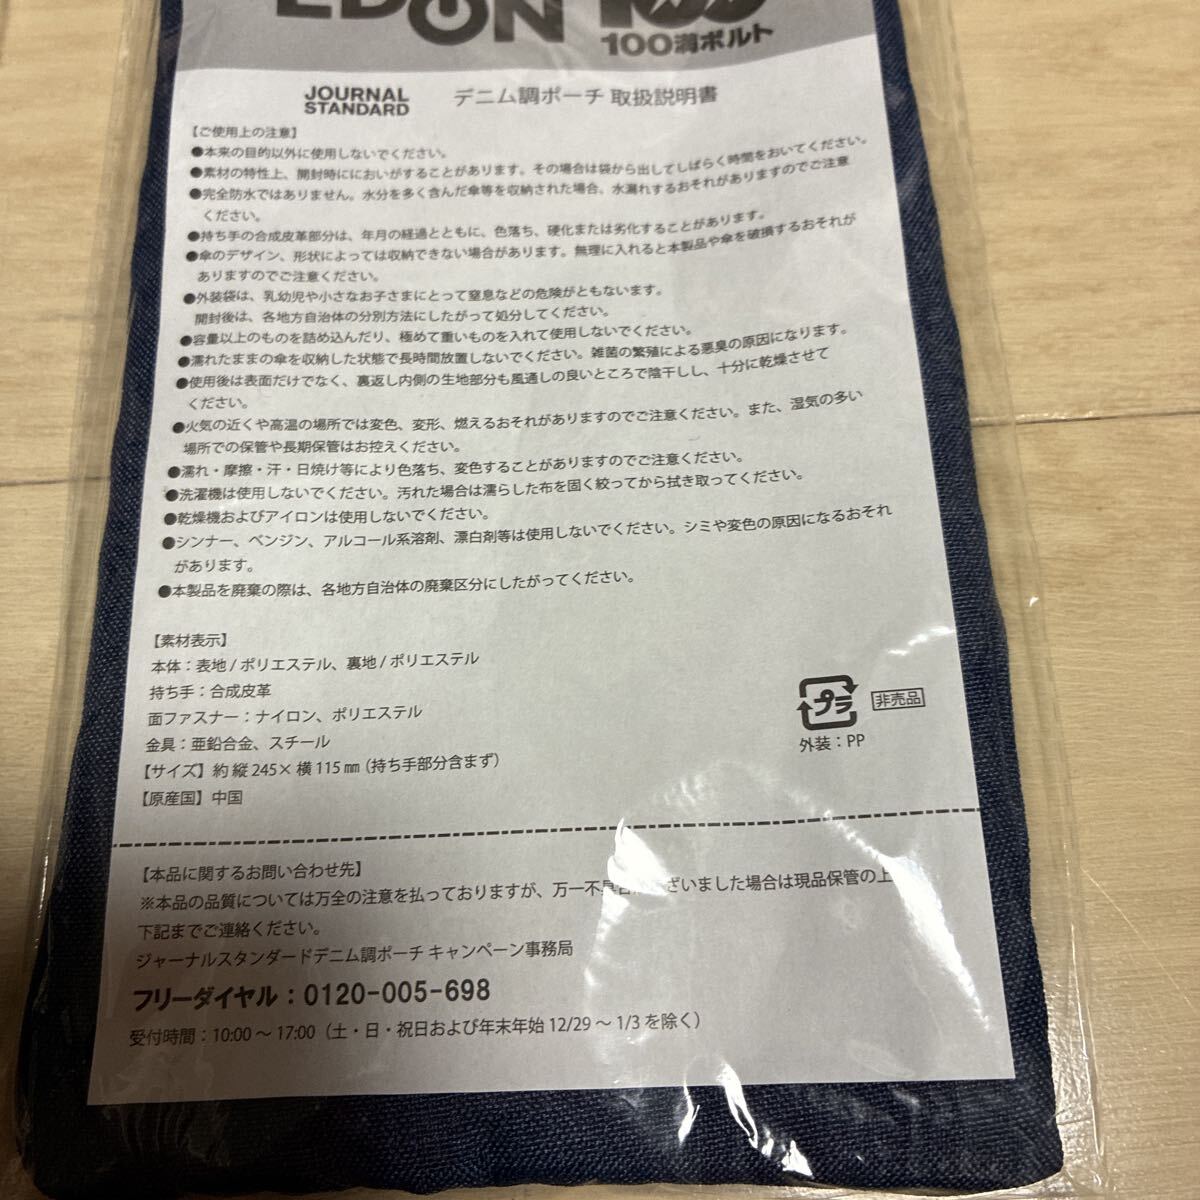 EDION
100満ボルト
JOURNAL
STANDARD
デニム調ポーチ 取扱説明書
【ご使用上の注意】
●本来の目的以外に使用しないでください。
●素材の特性上、開封時ににおいがすることがあります。その場合は袋から出してしばらく時間をおいてください。
●完全防水ではありません。水分を多く含んだ傘等を収納された場合、水漏れするおそれがありますのでご注意
ください。
●持ち手の合成皮革部分は、年月の経過とともに、色落ち、硬化または劣化することがあります。
●傘のデザイン、形状によっては収納できない場合があります。無理に入れると本製品や傘を破損するおそれが
ありますのでご注意ください。
●外装袋は、乳幼児や小さなお子さまにとって窒息などの危険がともないます。
開封後は、各地方自治体の分別方法にしたがって処分してください。
●容量以上のものを詰め込んだり、極めて重いものを入れて使用しないでください。
●濡れたままの傘を収納した状態で長時間放置しないでください。雑菌の繁殖による悪臭の原因になります。
●使用後は表面だけでなく、裏返し内側の生地部分も風通しの良いところで陰干しし、十分に乾燥させて
ください。
●火気の近くや高温の場所では変色、変形、燃えるおそれがありますのでご注意ください。また、湿気の多い
場所での保管や長期保管はお控えください。
●濡れ・摩擦・汗・日焼け等により色落ち、変色することがありますのでご注意ください。
●洗濯機は使用しないでください。汚れた場合は濡らした布を固く絞ってから拭き取ってください。
●乾燥機およびアイロンは使用しないでください。
●シンナー、ベンジン、アルコール系溶剤、漂白剤等は使用しないでください。シミや変色の原因になるおそれ
があります。
●本製品を廃棄の際は、各地方自治体の廃棄区分にしたがってください。
【素材表示】
本体：表地 / ポリエステル、裏地 / ポリエステル
持ち手：合成皮革
面ファスナー：ナイロン、ポリエステル
金具：亜鉛合金、スチール
【サイズ】約 縦 245× 横 115 ㎜（持ち手部分含まず）
【原産国】中国
プラ
非売品
外装：PP
【本品に関するお問い合わせ先】
※本品の品質については万全の注意を払っておりますが、万一不具合がございました場合は現品保管の上
下記までご連絡ください。
ジャーナルスタンダードデニム調ポーチ キャンペーン事務局
フリーダイヤル：0120-005-698
受付時間：10:00 ～ 17:00（土・日・祝日および年末年始 12/29 ～ 1/3 を除く）